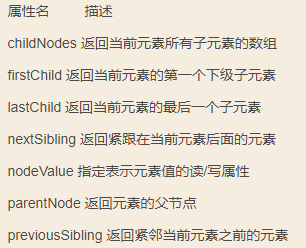 属性名 描述
childNodes 返回当前元素所有子元素的数组
firstChild 返回当前元素的第一个下级子元素
lastChild 返回当前元素的最后一个子元素
nextSibling 返回紧跟在当前元素后面的元素
nodeValue 指定表示元素值的读/写属性
parentNode 返回元素的父节点
previousSibling 返回紧邻当前元素之前的元素